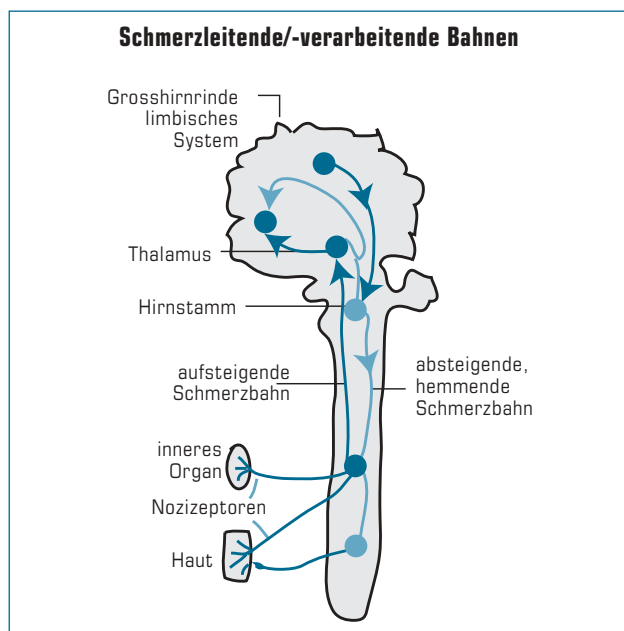 Schmerzleitende/-verarbeitende Bahnen
Grosshirnrinde
limbisches
System
Thalamus
Hirnstamm
aufsteigende
Schmerzbahn
absteigende,
hemmende
Schmerzbahn
inneres
Organ
Nozizeptoren
Haut